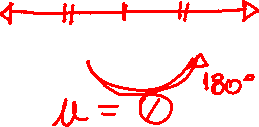 180°
μ = ⊘